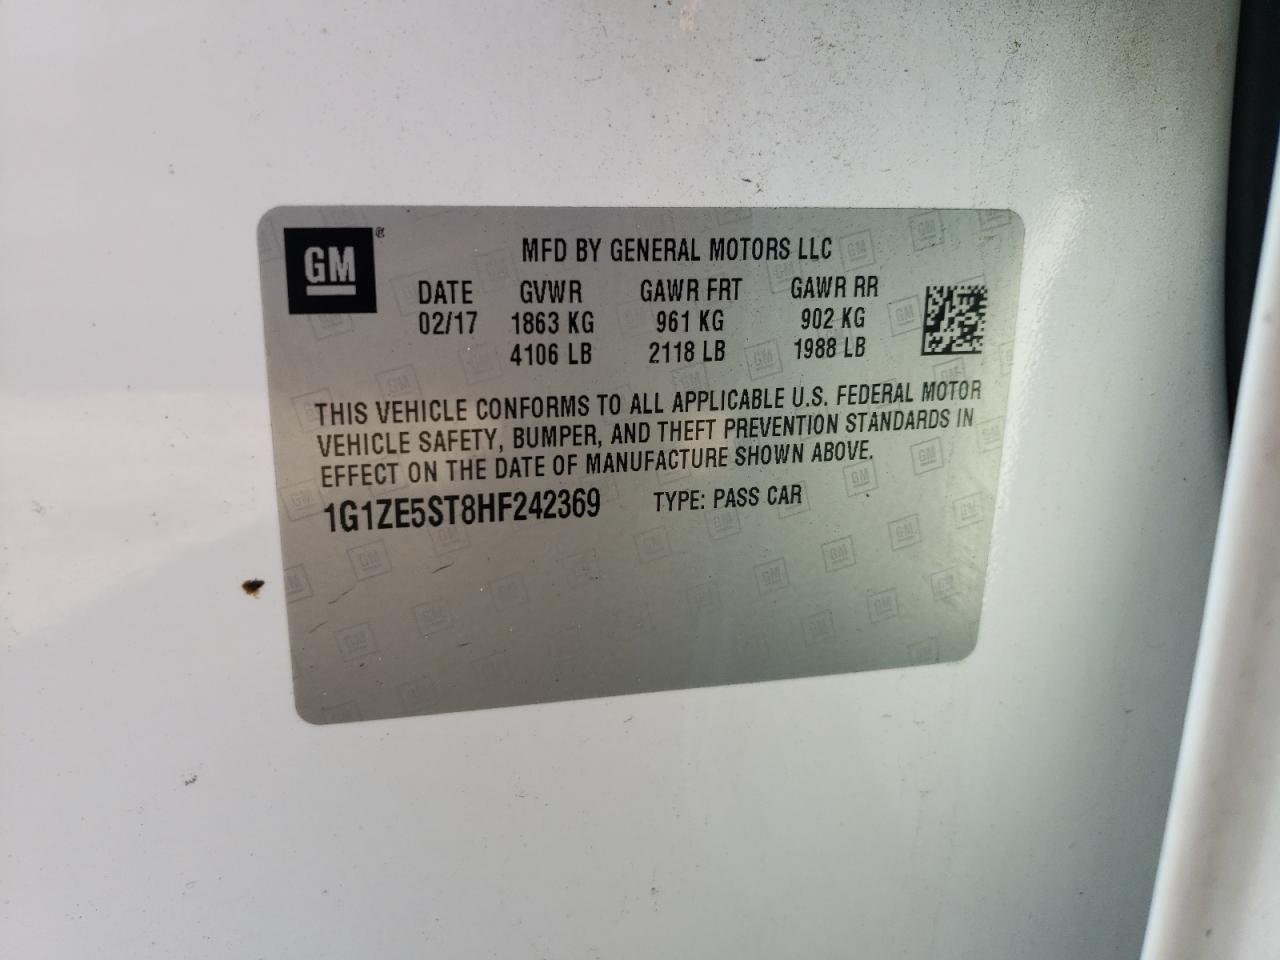 GM ®
MFD BY GENERAL MOTORS LLC
DATE GVWR GAWR FRT GAWR RR
02/17 1863 KG 961 KG 902 KG
4106 LB 2118 LB 1988 LB
THIS VEHICLE CONFORMS TO ALL APPLICABLE U.S. FEDERAL MOTOR
VEHICLE SAFETY, BUMPER, AND THEFT PREVENTION STANDARDS IN
EFFECT ON THE DATE OF MANUFACTURE SHOWN ABOVE.
1G1ZE5ST8HF242369 TYPE: PASS CAR